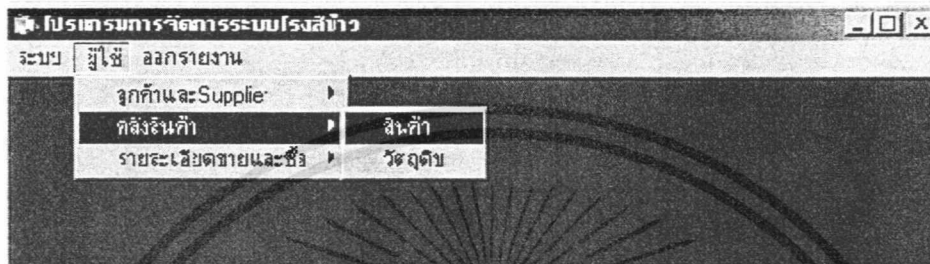 โปรแกรมการจัดการระบบโรงสีข้าว
ระบบ ผู้ใช้ ออกรายงาน
ลูกค้าและSupplier
คลังสินค้า
สินค้า
รายละเอียดขายและซื้อ
วัตถุดิบ